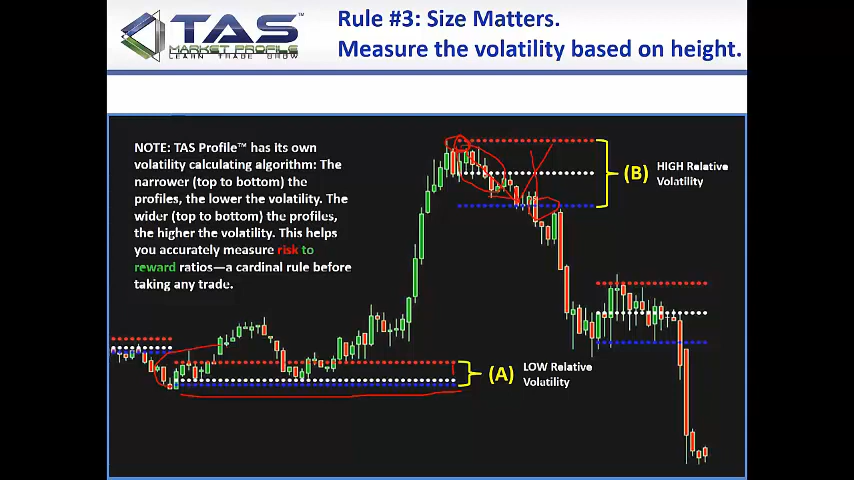 TAS™
MARKET PROFILE
LEARN TRADE GROW
Rule #3: Size Matters.
Measure the volatility based on height.
NOTE: TAS Profile™ has its own
volatility calculating algorithm: The
narrower (top to bottom) the
profiles, the lower the volatility. The
wider (top to bottom) the profiles,
the higher the volatility. This helps
you accurately measure risk to
reward ratios—a cardinal rule before
taking any trade.
(B)
HIGH Relative
Volatility
(A)
LOW Relative
Volatility